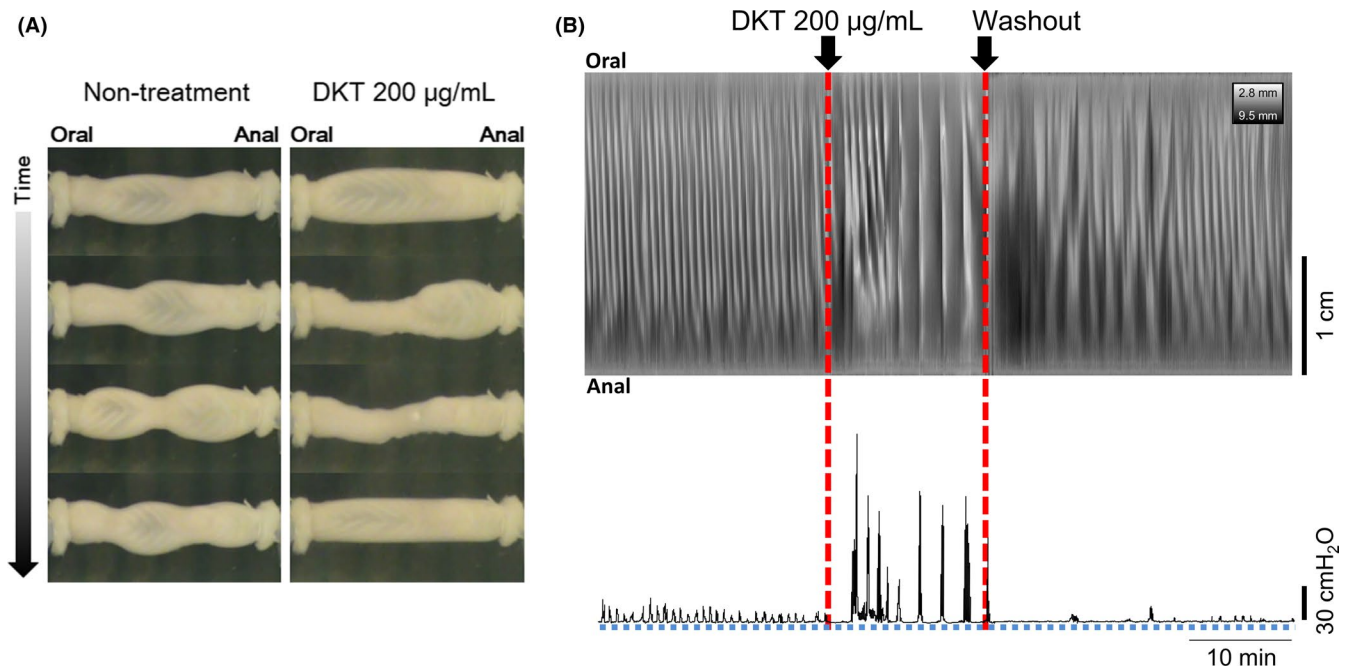 (A)
Non-treatment
DKT 200 µg/mL
Oral
Anal
Oral
Anal
Time
(B)
DKT 200 µg/mL
Washout
Oral
2.8 mm
9.5 mm
1 cm
Anal
30 cmH₂O
10 min